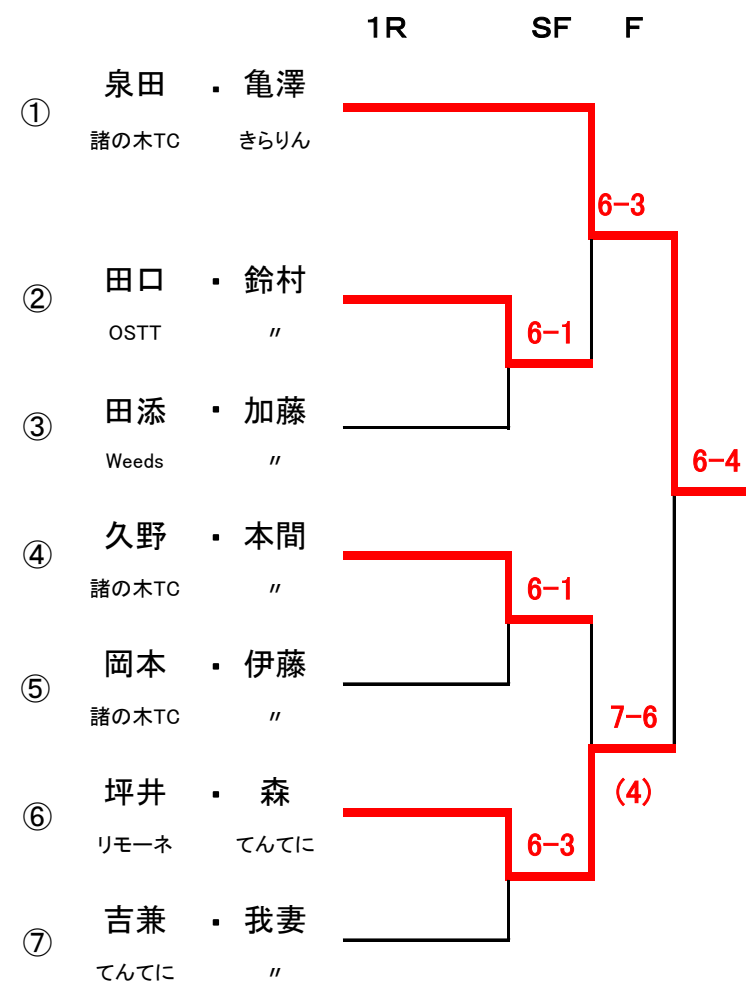 1R SF F
① 泉田 ・ 亀澤
諸の木TC きらりん
6-3
② 田口 ・ 鈴村
OSTT 〃
6-1
③ 田添 ・ 加藤
Weeds 〃
6-4
④ 久野 ・ 本間
諸の木TC 〃
6-1
⑤ 岡本 ・ 伊藤
諸の木TC 〃
7-6
(4)
⑥ 坪井 ・ 森
リモーネ てんてに
6-3
⑦ 吉兼 ・ 我妻
てんてに 〃